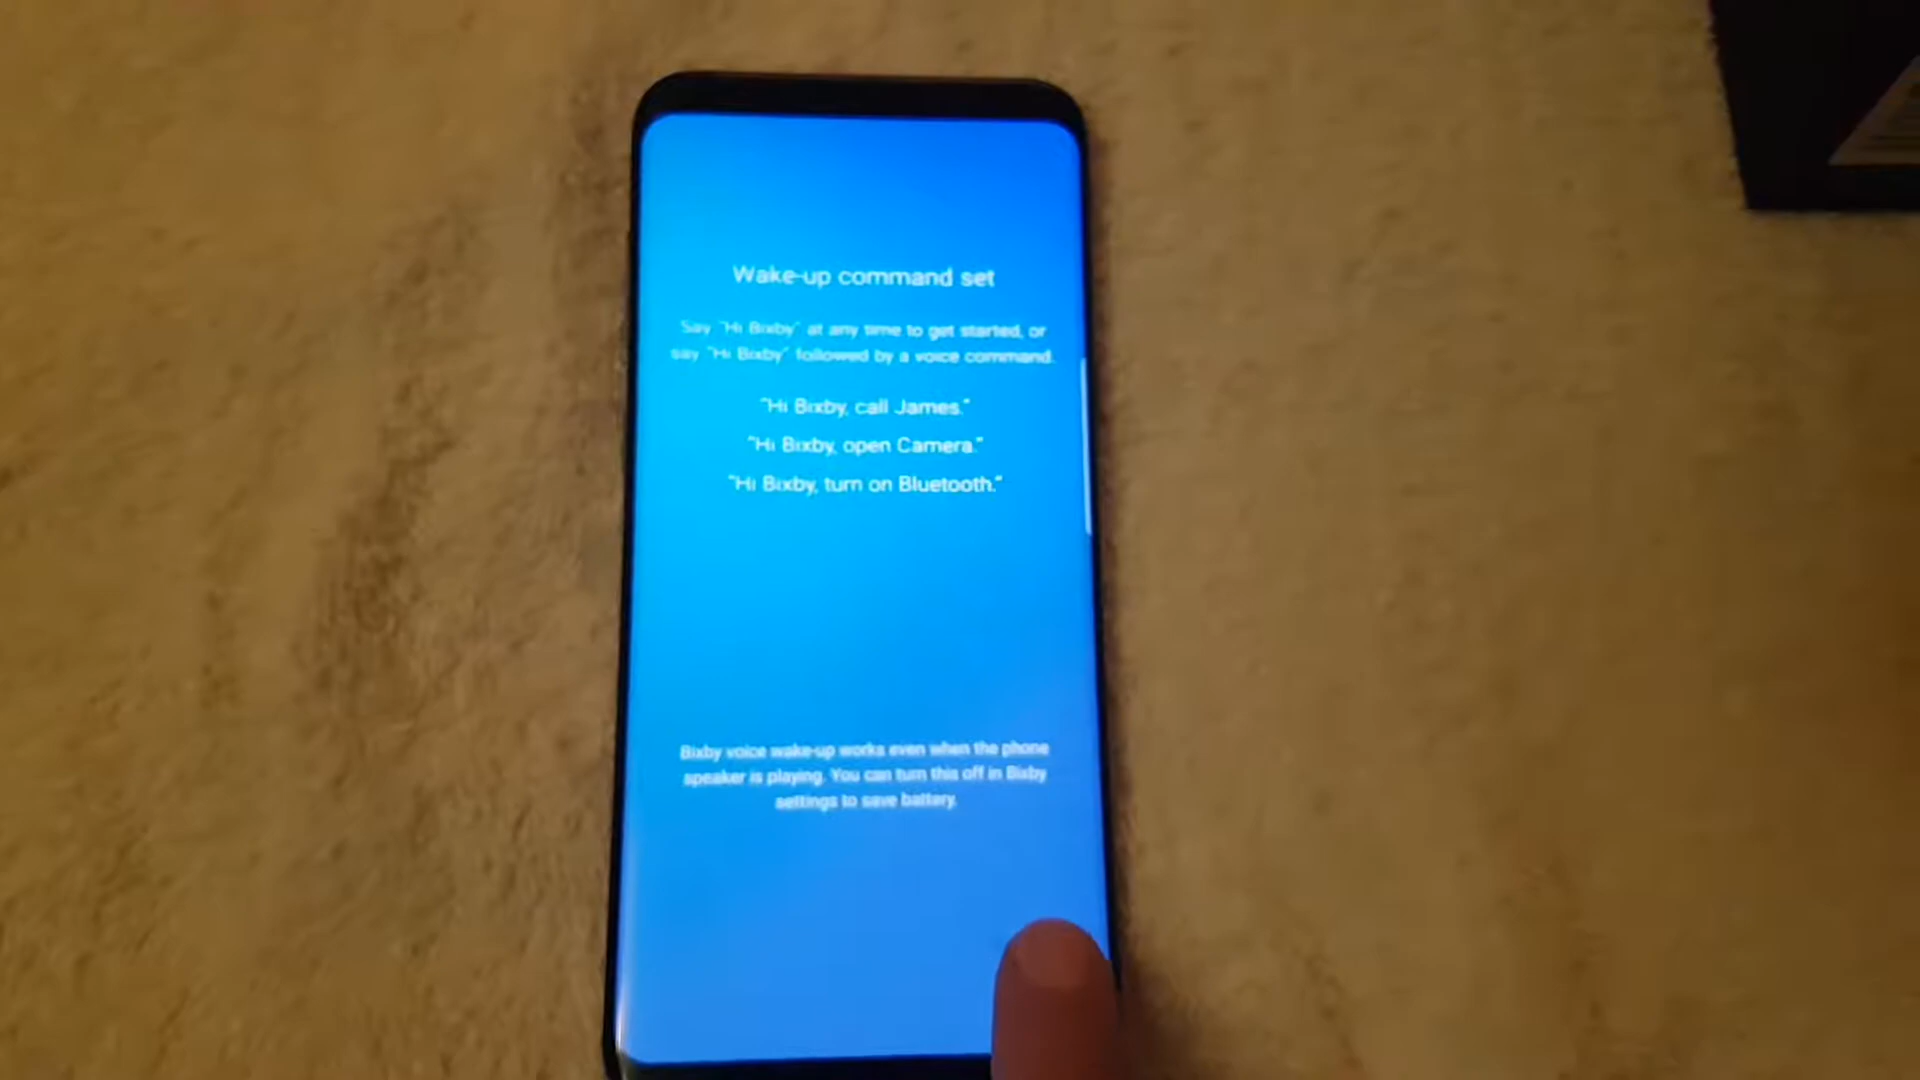 Wake-up command set
Say "Hi Bixby" at any time to get started, or
say "Hi Bixby" followed by a voice command.
"Hi Bixby, call James."
"Hi Bixby, open Camera."
"Hi Bixby, turn on Bluetooth."
Bixby voice wake-up works even when the phone
speaker is playing. You can turn this off in Bixby
settings to save battery.